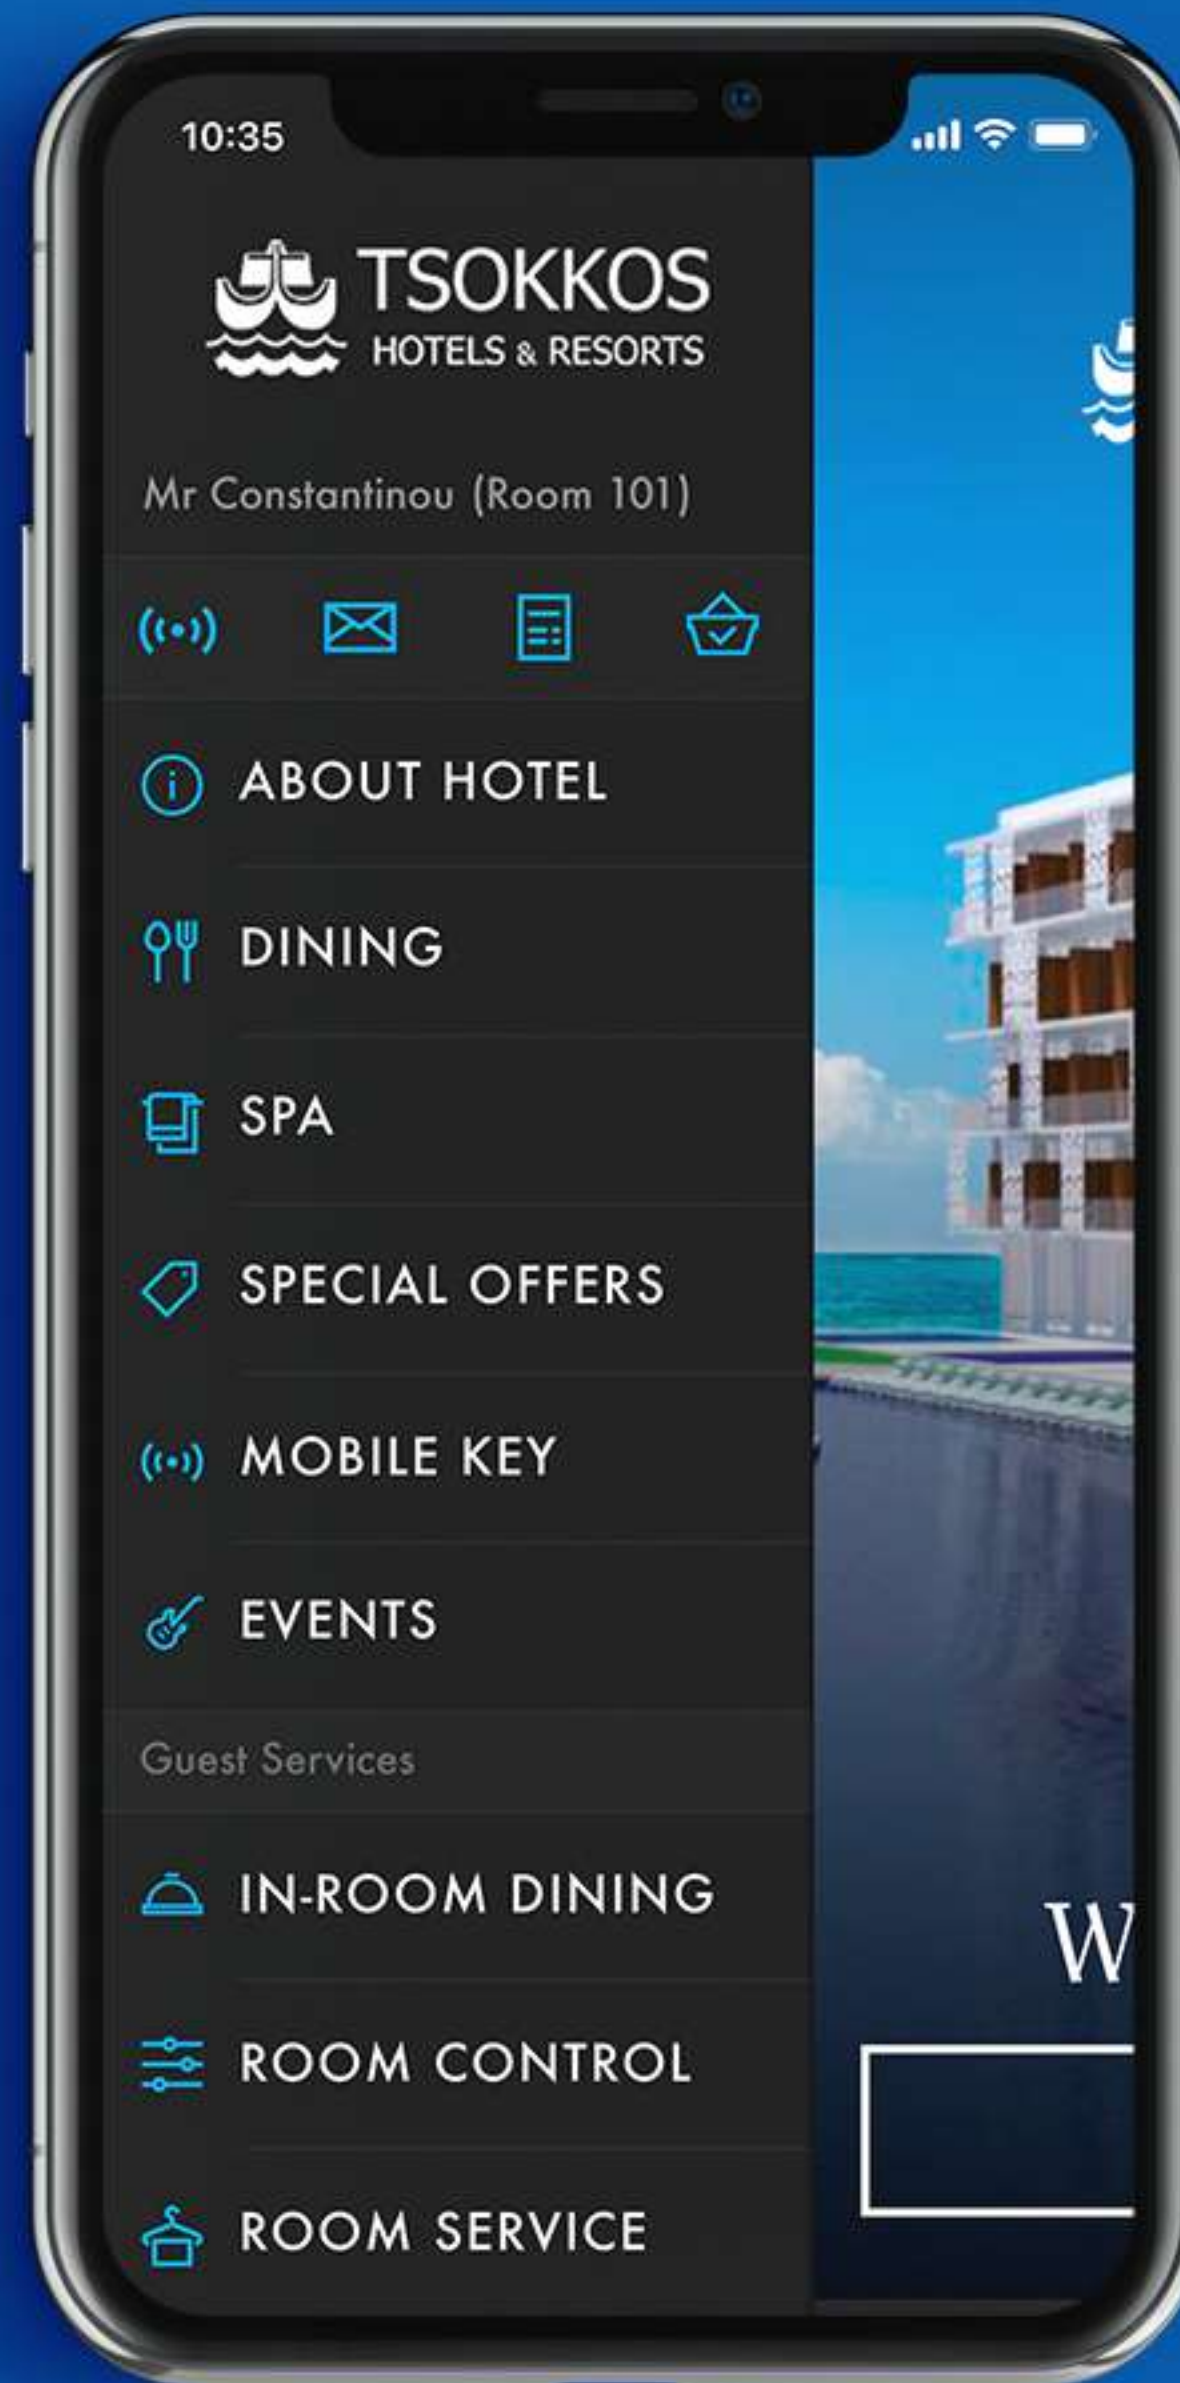 10:35
TSOKKOS
HOTELS & RESORTS
Mr Constantinou (Room 101)
ABOUT HOTEL
DINING
SPA
SPECIAL OFFERS
MOBILE KEY
EVENTS
Guest Services
IN-ROOM DINING
ROOM CONTROL
ROOM SERVICE
W